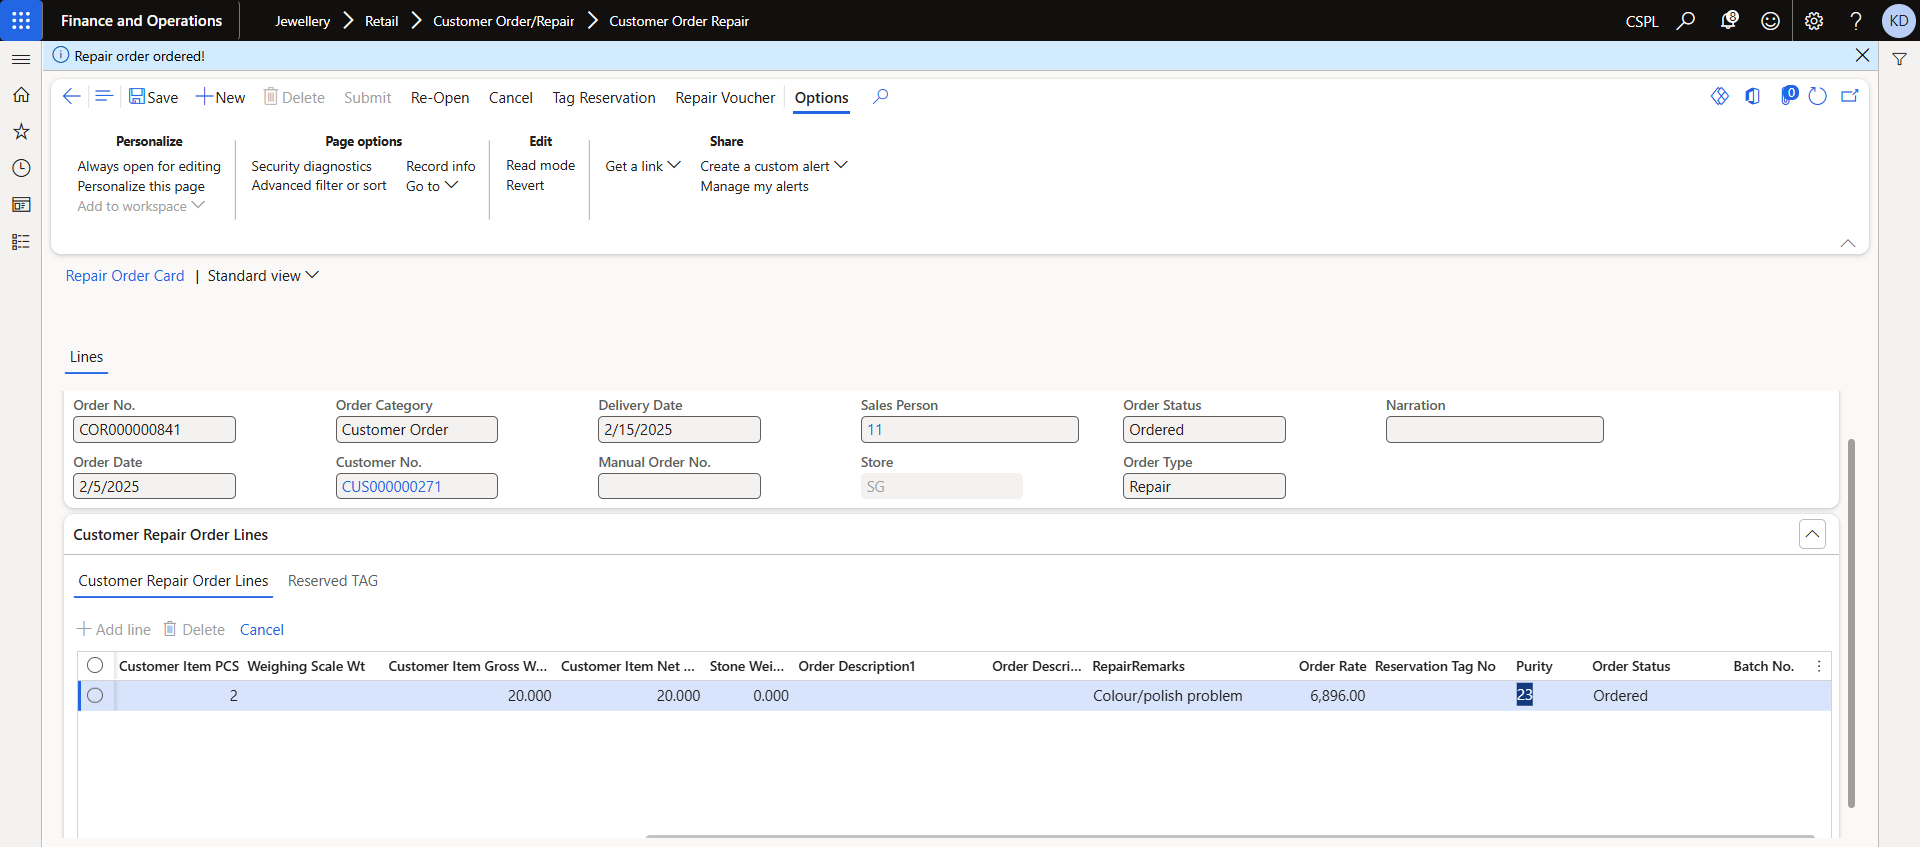 Finance and Operations
Jewellery > Retail > Customer Order/Repair > Customer Order Repair
CSPL
8
?
KD
Repair order ordered!
Save
New
Delete
Submit
Re-Open
Cancel
Tag Reservation
Repair Voucher
Options
0
Personalize
Always open for editing
Personalize this page
Add to workspace
Page options
Security diagnostics
Advanced filter or sort
Record info
Go to
Edit
Read mode
Revert
Share
Get a link
Create a custom alert
Manage my alerts
Repair Order Card | Standard view
Lines
Order No. Order Category Delivery Date Sales Person Order Status Narration
COR000000841 Customer Order 2/15/2025 11 Ordered
Order Date Customer No. Manual Order No. Store Order Type
2/5/2025 CUS000000271 SG Repair
Customer Repair Order Lines
Customer Repair Order Lines Reserved TAG
Add line Delete Cancel
Customer Item PCS Weighing Scale Wt Customer Item Gross W... Customer Item Net ... Stone Wei... Order Description1 Order Descri... RepairRemarks Order Rate Reservation Tag No Purity Order Status Batch No.
2 20.000 20.000 0.000 Colour/polish problem 6,896.00 23 Ordered